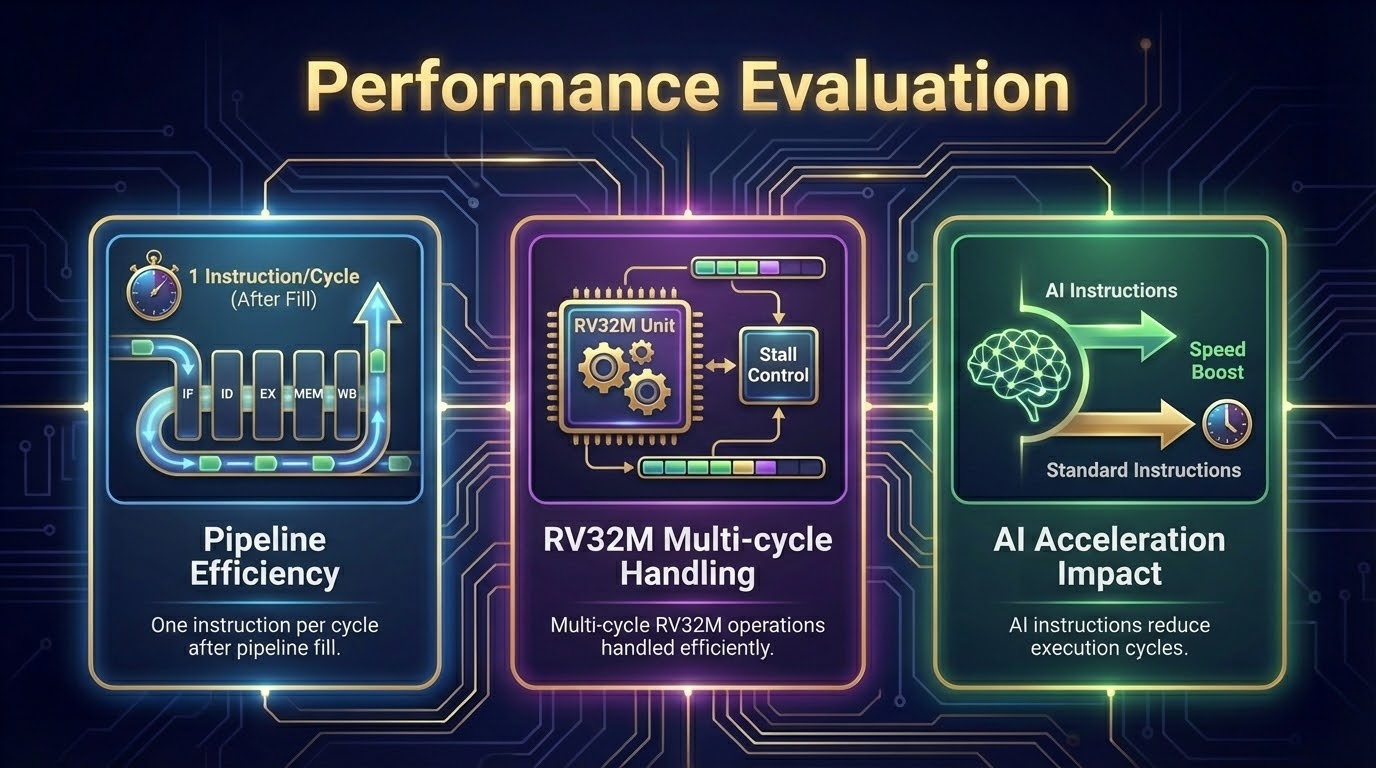 Performance Evaluation
1 Instruction/Cycle
(After Fill)
IF
ID
EX
MEM
WB
Pipeline
Efficiency
One instruction per cycle
after pipeline fill.
RV32M Unit
Stall
Control
RV32M Multi-cycle
Handling
Multi-cycle RV32M operations
handled efficiently.
AI Instructions
Speed
Boost
Standard Instructions
AI Acceleration
Impact
AI instructions reduce
execution cycles.